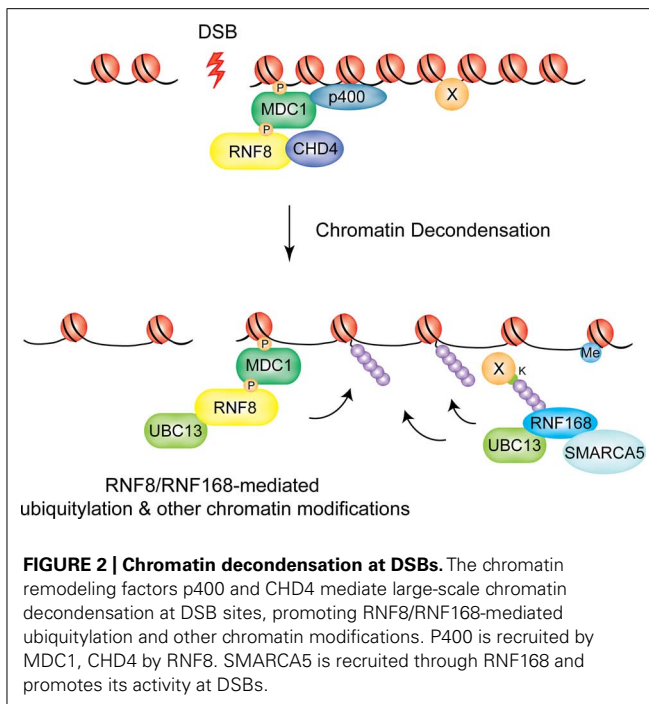 DSB
P
MDC1
p400
X
P
RNF8
CHD4
Chromatin Decondensation
P
Me
MDC1
X
K
P
RNF8
RNF168
UBC13
UBC13
SMARCA5
RNF8/RNF168-mediated
ubiquitylation & other chromatin modifications
FIGURE 2 | Chromatin decondensation at DSBs. The chromatin
remodeling factors p400 and CHD4 mediate large-scale chromatin
decondensation at DSB sites, promoting RNF8/RNF168-mediated
ubiquitylation and other chromatin modifications. P400 is recruited by
MDC1, CHD4 by RNF8. SMARCA5 is recruited through RNF168 and
promotes its activity at DSBs.